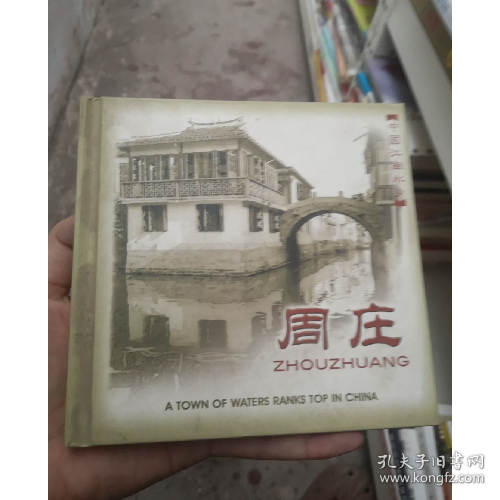 周庄
ZHOUZHUANG
A TOWN OF WATERS RANKS TOP IN CHINA
孔夫子旧书网
www.kongfz.com